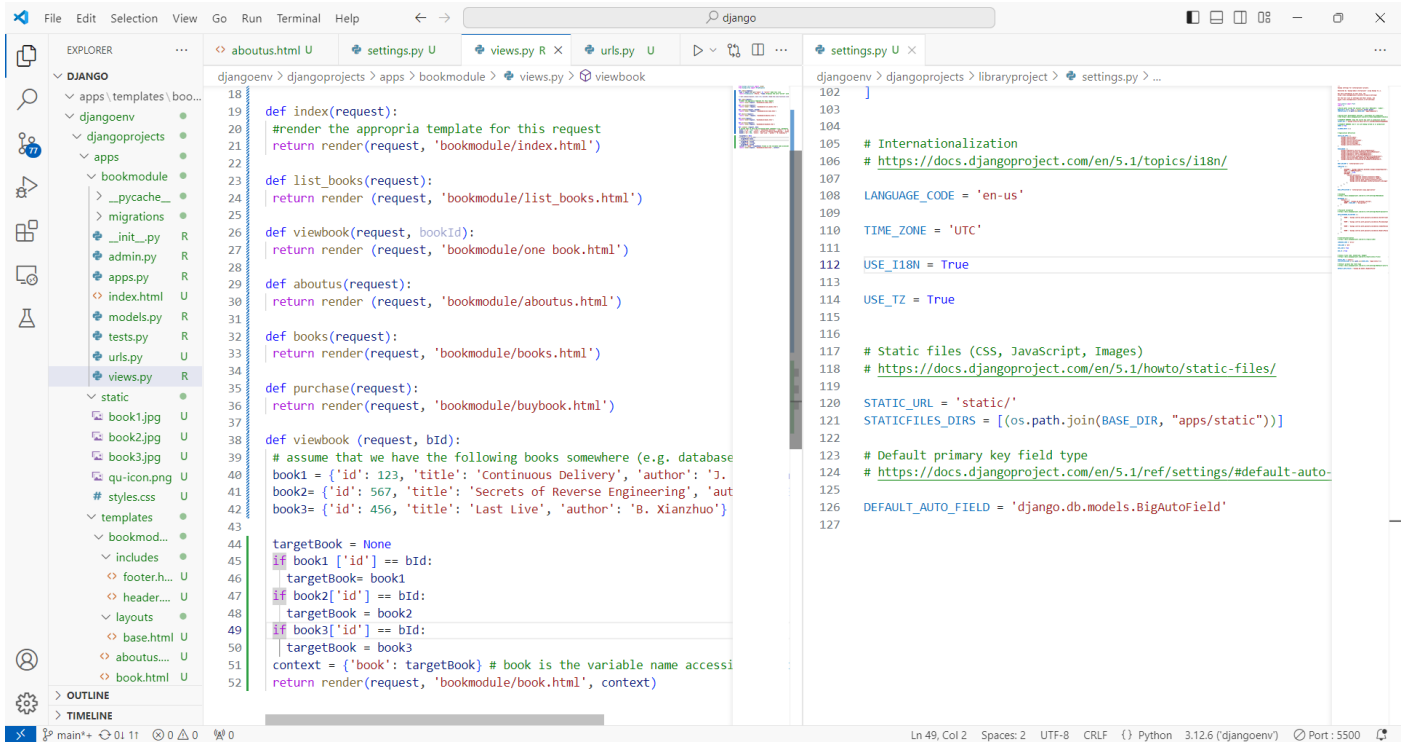 File Edit Selection View Go Run Terminal Help
django
EXPLORER
DJANGO
apps\templates\boo...
djangoenv
djangoprojects
apps
bookmodule
__pycache__
migrations
__init__.py R
admin.py R
apps.py R
index.html U
models.py R
tests.py R
urls.py U
views.py R
static
book1.jpg U
book2.jpg U
book3.jpg U
qu-icon.png U
styles.css U
templates
bookmod...
includes
footer.h... U
header.... U
layouts
base.html U
aboutus.... U
book.html U
OUTLINE
TIMELINE
77
aboutus.html U settings.py U views.py R urls.py U
djangoenv > djangoprojects > apps > bookmodule > views.py > viewbook
18
19 def index(request):
20 #render the appropria template for this request
21 return render(request, 'bookmodule/index.html')
22
23 def list_books(request):
24 return render (request, 'bookmodule/list_books.html')
25
26 def viewbook(request, bookId):
27 return render (request, 'bookmodule/one book.html')
28
29 def aboutus(request):
30 return render (request, 'bookmodule/aboutus.html')
31
32 def books(request):
33 return render(request, 'bookmodule/books.html')
34
35 def purchase(request):
36 return render(request, 'bookmodule/buybook.html')
37
38 def viewbook (request, bId):
39 # assume that we have the following books somewhere (e.g. database
40 book1 = {'id': 123, 'title': 'Continuous Delivery', 'author': 'J.
41 book2= {'id': 567, 'title': 'Secrets of Reverse Engineering', 'aut
42 book3= {'id': 456, 'title': 'Last Live', 'author': 'B. Xianzhuo'}
43
44 targetBook = None
45 if book1 ['id'] == bId:
46 targetBook= book1
47 if book2['id'] == bId:
48 targetBook = book2
49 if book3['id'] == bId:
50 targetBook = book3
51 context = {'book': targetBook} # book is the variable name accessi
52 return render(request, 'bookmodule/book.html', context)
settings.py U
djangoenv > djangoprojects > libraryproject > settings.py > ...
102 ]
103
104
105 # Internationalization
106 # https://docs.djangoproject.com/en/5.1/topics/i18n/
107
108 LANGUAGE_CODE = 'en-us'
109
110 TIME_ZONE = 'UTC'
111
112 USE_I18N = True
113
114 USE_TZ = True
115
116
117 # Static files (CSS, JavaScript, Images)
118 # https://docs.djangoproject.com/en/5.1/howto/static-files/
119
120 STATIC_URL = 'static/'
121 STATICFILES_DIRS = [(os.path.join(BASE_DIR, "apps/static"))]
122
123 # Default primary key field type
124 # https://docs.djangoproject.com/en/5.1/ref/settings/#default-auto-
125
126 DEFAULT_AUTO_FIELD = 'django.db.models.BigAutoField'
127
main*+ 0↓ 1↑ 0 0 0 Ln 49, Col 2 Spaces: 2 UTF-8 CRLF {} Python 3.12.6 ('djangoenv') Port : 5500